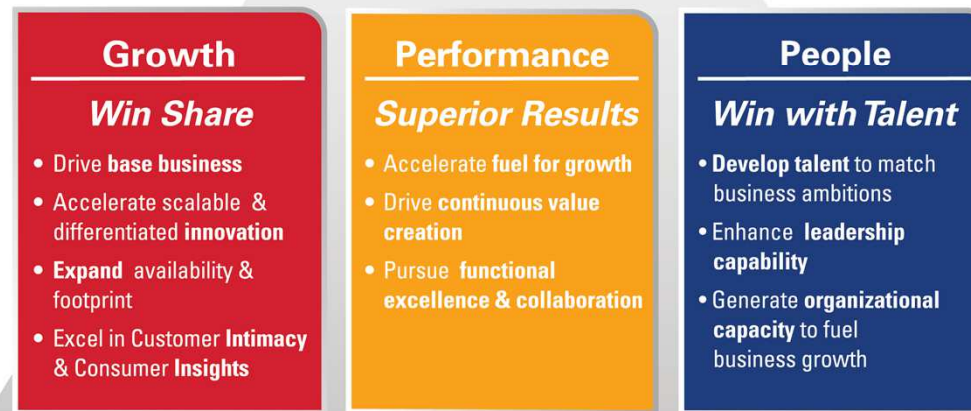 Growth
Win Share
• Drive base business
• Accelerate scalable &
differentiated innovation
• Expand availability &
footprint
• Excel in Customer Intimacy
& Consumer Insights
Performance
Superior Results
• Accelerate fuel for growth
• Drive continuous value
creation
• Pursue functional
excellence & collaboration
People
Win with Talent
• Develop talent to match
business ambitions
• Enhance leadership
capability
• Generate organizational
capacity to fuel
business growth